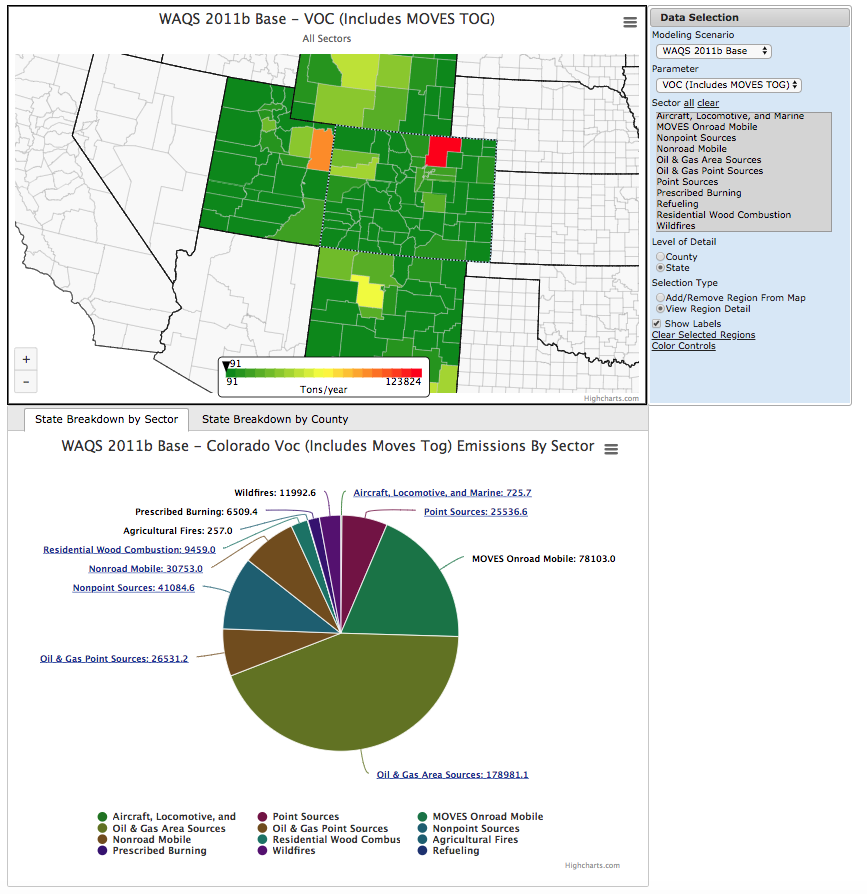 WAQS 2011b Base – VOC (Includes MOVES TOG)
All Sectors
+
–
91
91
123824
Tons/year
Highcharts.com
Data Selection
Modeling Scenario
WAQS 2011b Base
Parameter
VOC (Includes MOVES TOG)
Sector all clear
Aircraft, Locomotive, and Marine
MOVES Onroad Mobile
Nonpoint Sources
Nonroad Mobile
Oil & Gas Area Sources
Oil & Gas Point Sources
Point Sources
Prescribed Burning
Refueling
Residential Wood Combustion
Wildfires
Level of Detail
County
State
Selection Type
Add/Remove Region From Map
View Region Detail
Show Labels
Clear Selected Regions
Color Controls
State Breakdown by Sector
State Breakdown by County
WAQS 2011b Base – Colorado Voc (Includes Moves Tog) Emissions By Sector
Wildfires: 11992.6
Aircraft, Locomotive, and Marine: 725.7
Prescribed Burning: 6509.4
Point Sources: 25536.6
Agricultural Fires: 257.0
Residential Wood Combustion: 9459.0
MOVES Onroad Mobile: 78103.0
Nonroad Mobile: 30753.0
Nonpoint Sources: 41084.6
Oil & Gas Point Sources: 26531.2
Oil & Gas Area Sources: 178981.1
Aircraft, Locomotive, and
Point Sources
MOVES Onroad Mobile
Oil & Gas Area Sources
Oil & Gas Point Sources
Nonpoint Sources
Nonroad Mobile
Residential Wood Combus
Agricultural Fires
Prescribed Burning
Wildfires
Refueling
Highcharts.com